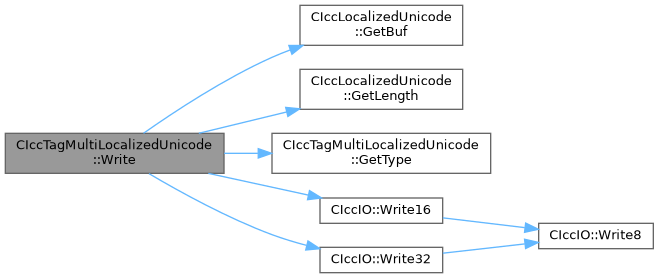 CIccTagMultiLocalizedUnicode
::Write
CIccLocalizedUnicode
::GetBuf
CIccLocalizedUnicode
::GetLength
CIccTagMultiLocalizedUnicode
::GetType
CIccIO::Write16
CIccIO::Write32
CIccIO::Write8